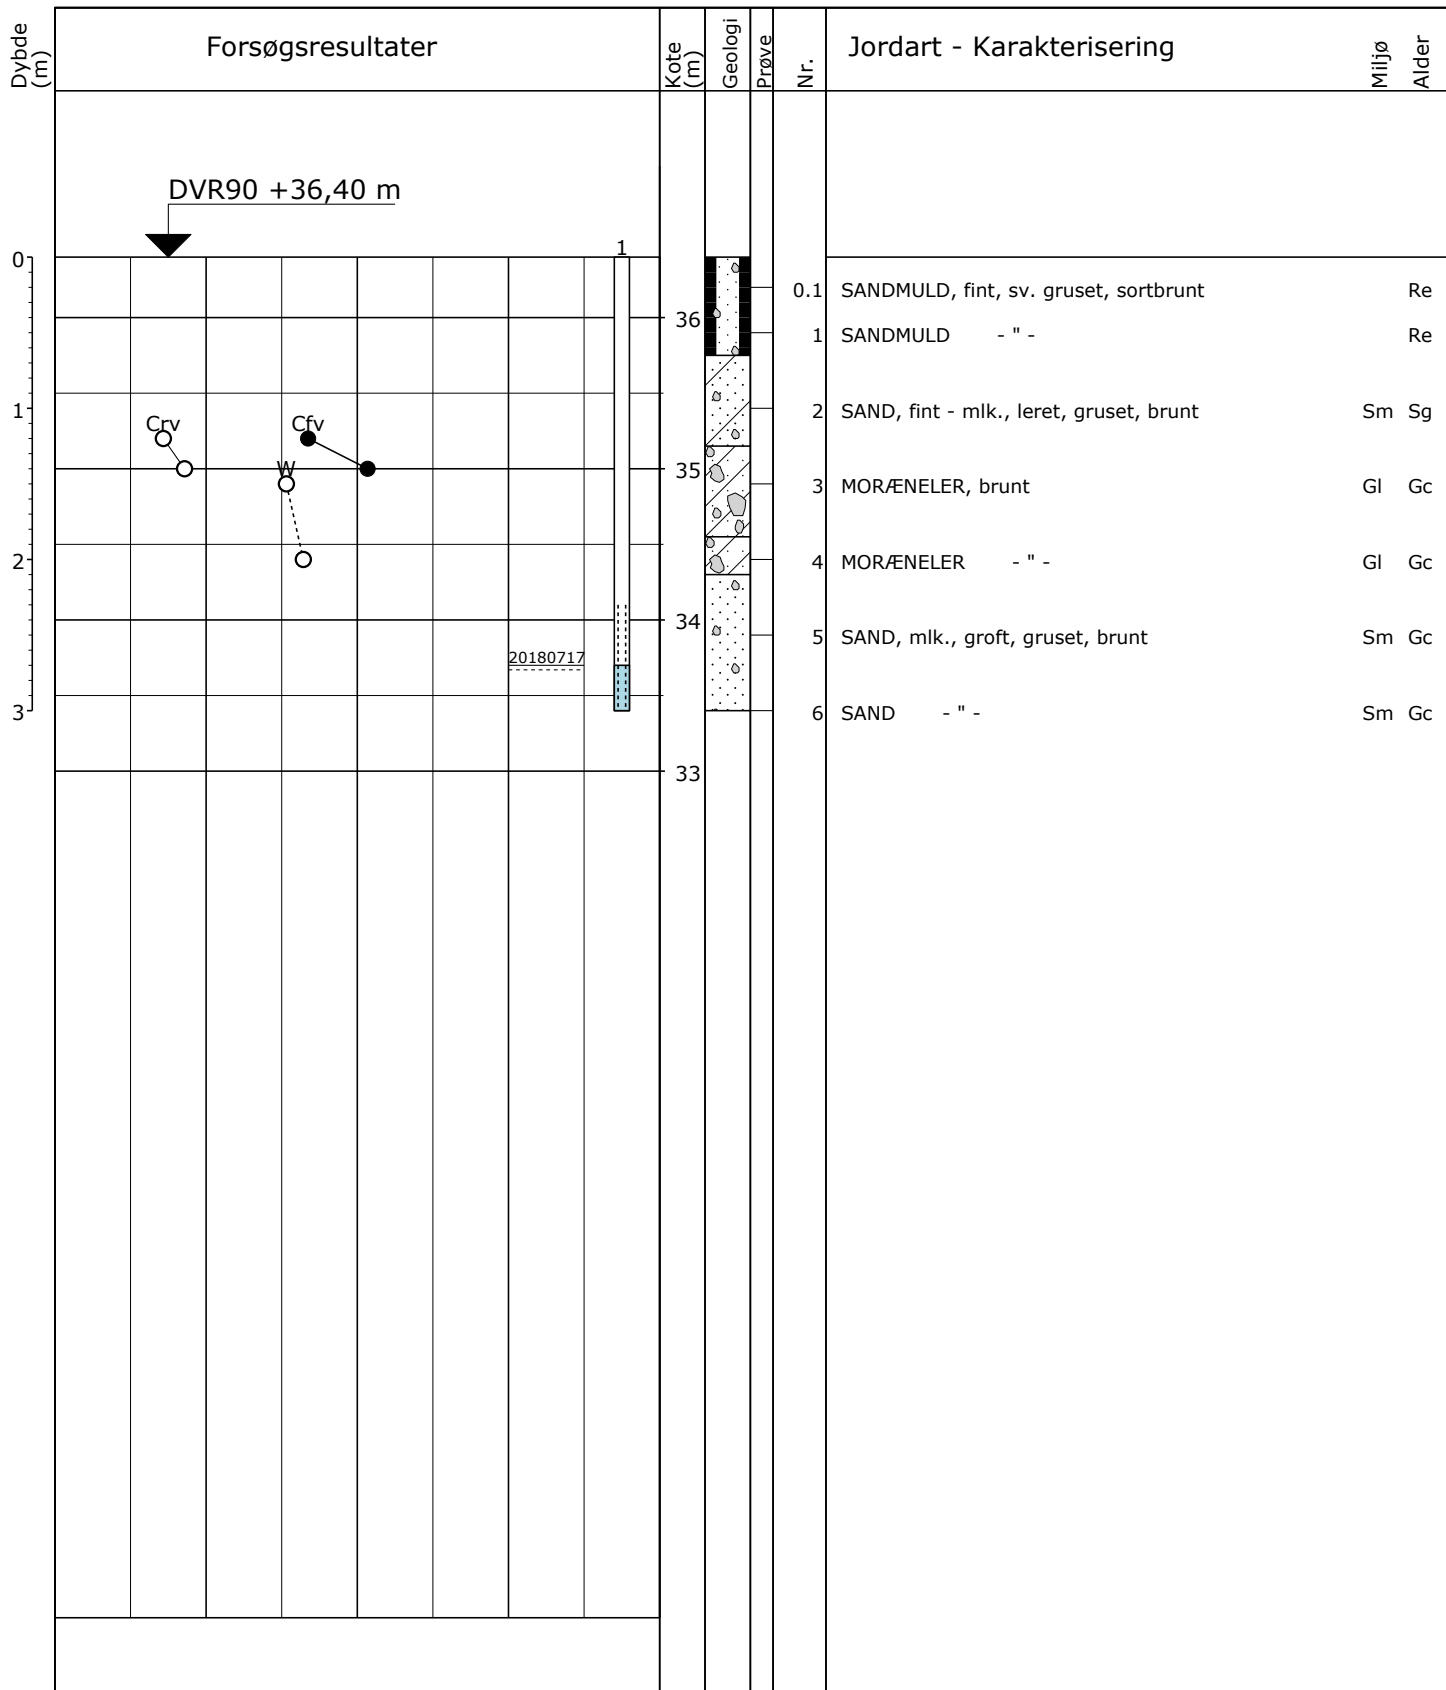 Dybde (m)
Forsøgsresultater
Kote (m)
Geologi
Prøve
Nr.
Jordart - Karakterisering
Miljø
Alder
DVR90 +36,40 m
1
0
0.1 SANDMULD, fint, sv. gruset, sortbrunt Re
36
1 SANDMULD - " - Re
1
2 SAND, fint - mlk., leret, gruset, brunt Sm Sg
Crv
Cfv
W
35
3 MORÆNELER, brunt Gl Gc
2
4 MORÆNELER - " - Gl Gc
34
5 SAND, mlk., groft, gruset, brunt Sm Gc
20180717
3
6 SAND - " - Sm Gc
33